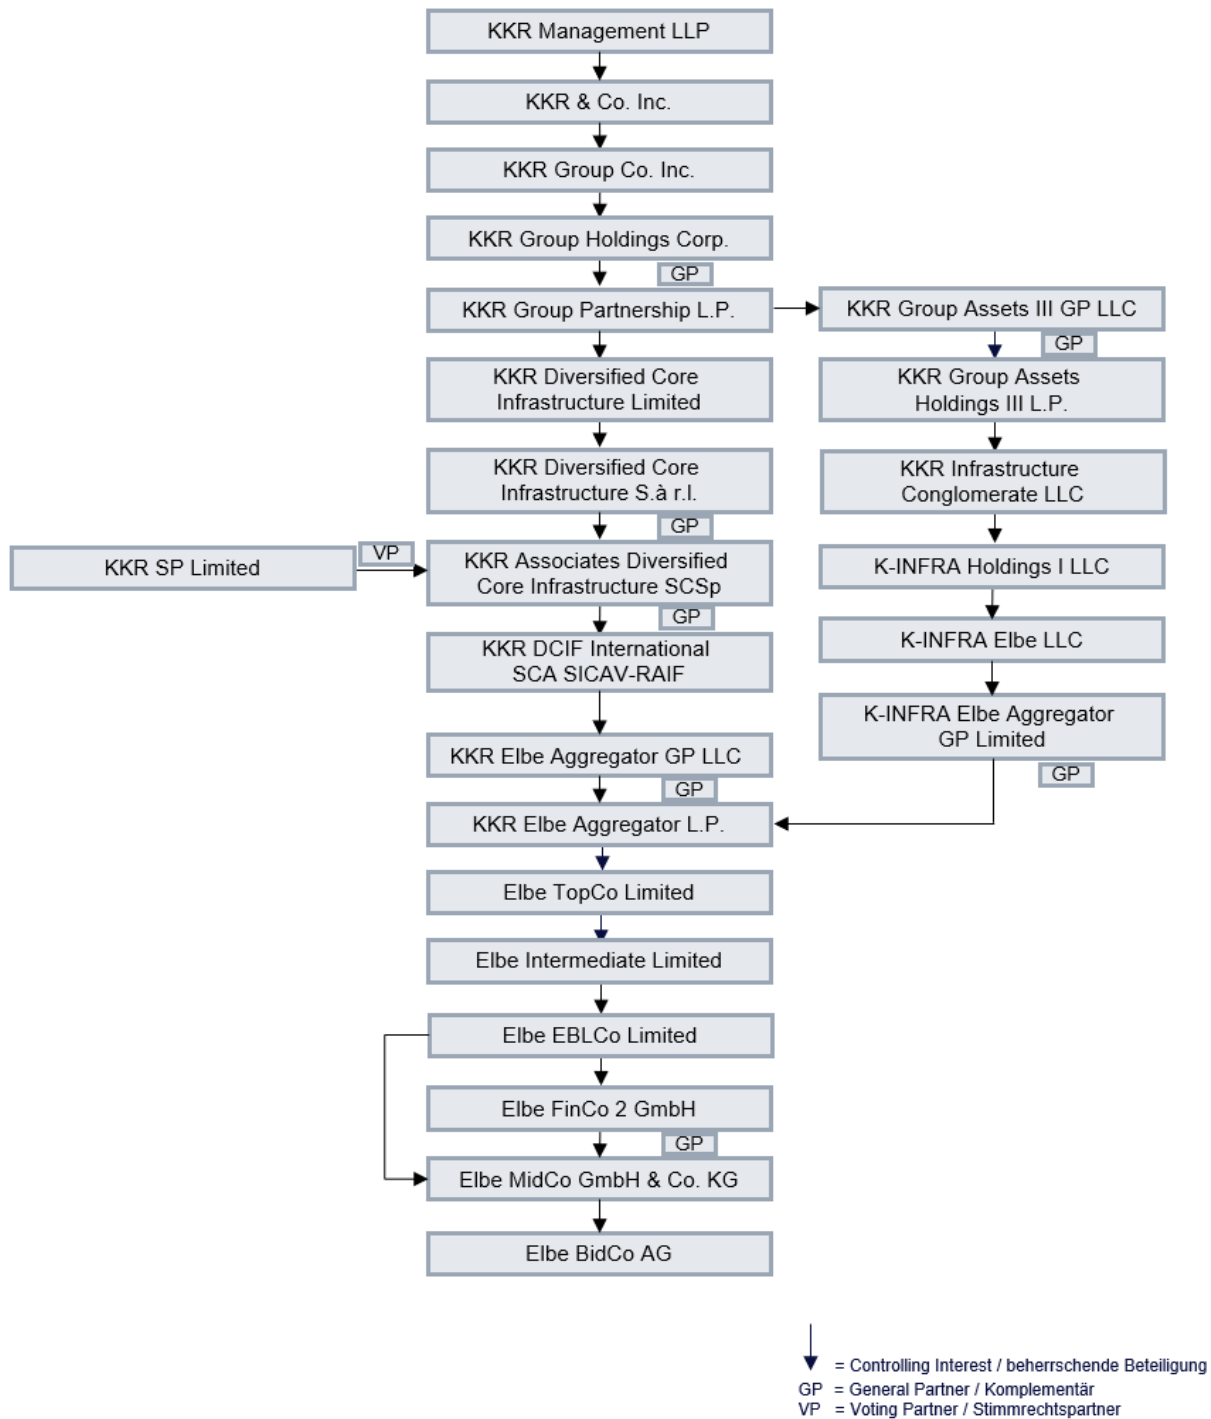 KKR Management LLP
KKR & Co. Inc.
KKR Group Co. Inc.
KKR Group Holdings Corp.
GP
KKR Group Partnership L.P.
KKR Group Assets III GP LLC
GP
KKR Diversified Core
Infrastructure Limited
KKR Group Assets
Holdings III L.P.
KKR Diversified Core
Infrastructure S.à r.l.
KKR Infrastructure
Conglomerate LLC
GP
KKR SP Limited
VP
KKR Associates Diversified
Core Infrastructure SCSp
K-INFRA Holdings I LLC
GP
KKR DCIF International
SCA SICAV-RAIF
K-INFRA Elbe LLC
K-INFRA Elbe Aggregator
GP Limited
KKR Elbe Aggregator GP LLC
GP
GP
KKR Elbe Aggregator L.P.
Elbe TopCo Limited
Elbe Intermediate Limited
Elbe EBLCo Limited
Elbe FinCo 2 GmbH
GP
Elbe MidCo GmbH & Co. KG
Elbe BidCo AG
= Controlling Interest / beherrschende Beteiligung
GP = General Partner / Komplementär
VP = Voting Partner / Stimmrechtspartner